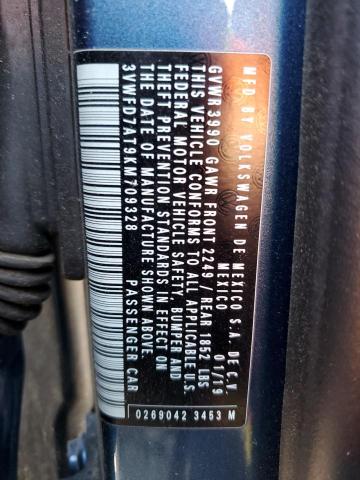 MFD BY VOLKSWAGEN DE MEXICO S.A. DE C.V.
MEXICO 01/19
GVWR3990 GAWR FRONT 2249/REAR 1852 LBS
THIS VEHICLE CONFORMS TO ALL APPLICABLE U.S.
FEDERAL MOTOR VEHICLE SAFETY, BUMPER AND
THEFT PREVENTION STANDARDS IN EFFECT
ON THE DATE OF MANUFACTURE SHOWN ABOVE.
3VWFD7AT9KM709328 PASSENGER CAR
0269042 3453 M